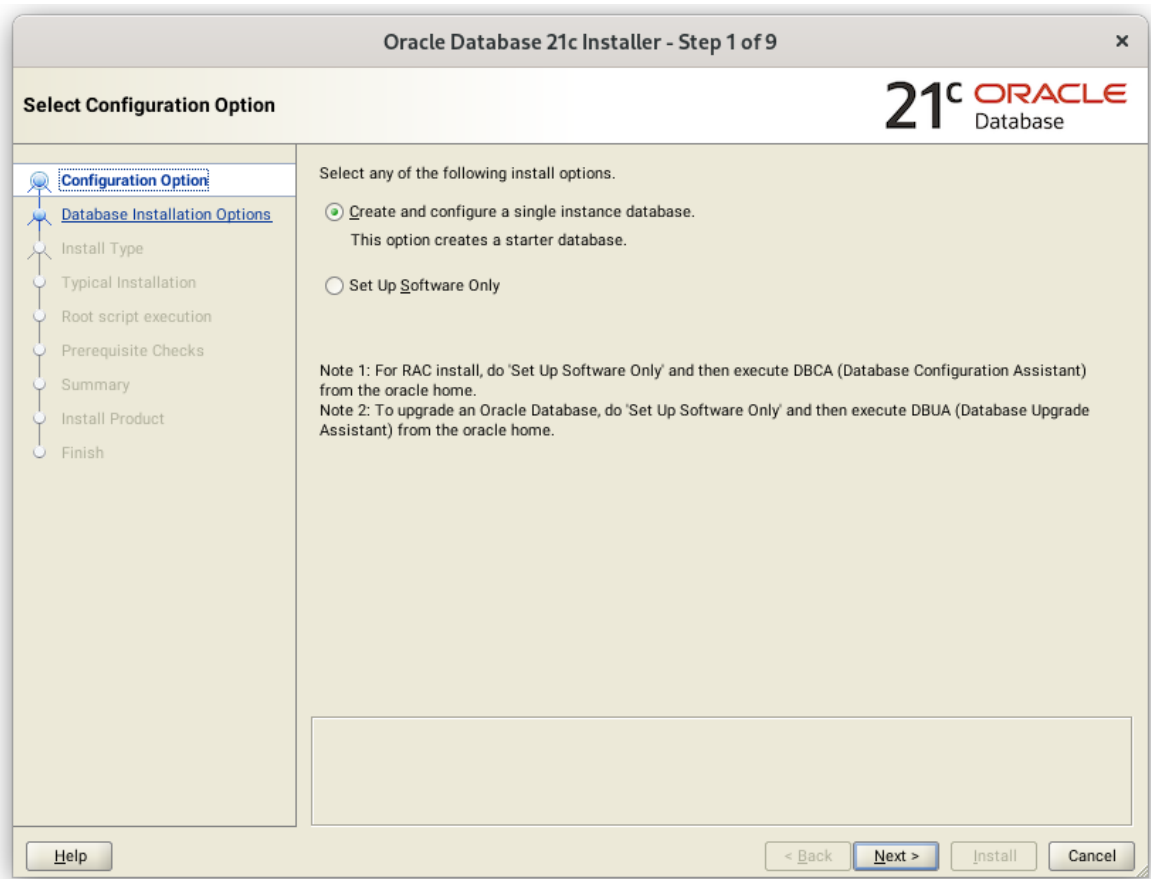 Oracle Database 21c Installer - Step 1 of 9
×
Select Configuration Option
21c ORACLE
Database
Configuration Option
Database Installation Options
Install Type
Typical Installation
Root script execution
Prerequisite Checks
Summary
Install Product
Finish
Select any of the following install options.
Create and configure a single instance database.
This option creates a starter database.
Set Up Software Only
Note 1: For RAC install, do 'Set Up Software Only' and then execute DBCA (Database Configuration Assistant)
from the oracle home.
Note 2: To upgrade an Oracle Database, do 'Set Up Software Only' and then execute DBUA (Database Upgrade
Assistant) from the oracle home.
Help
< Back
Next >
Install
Cancel